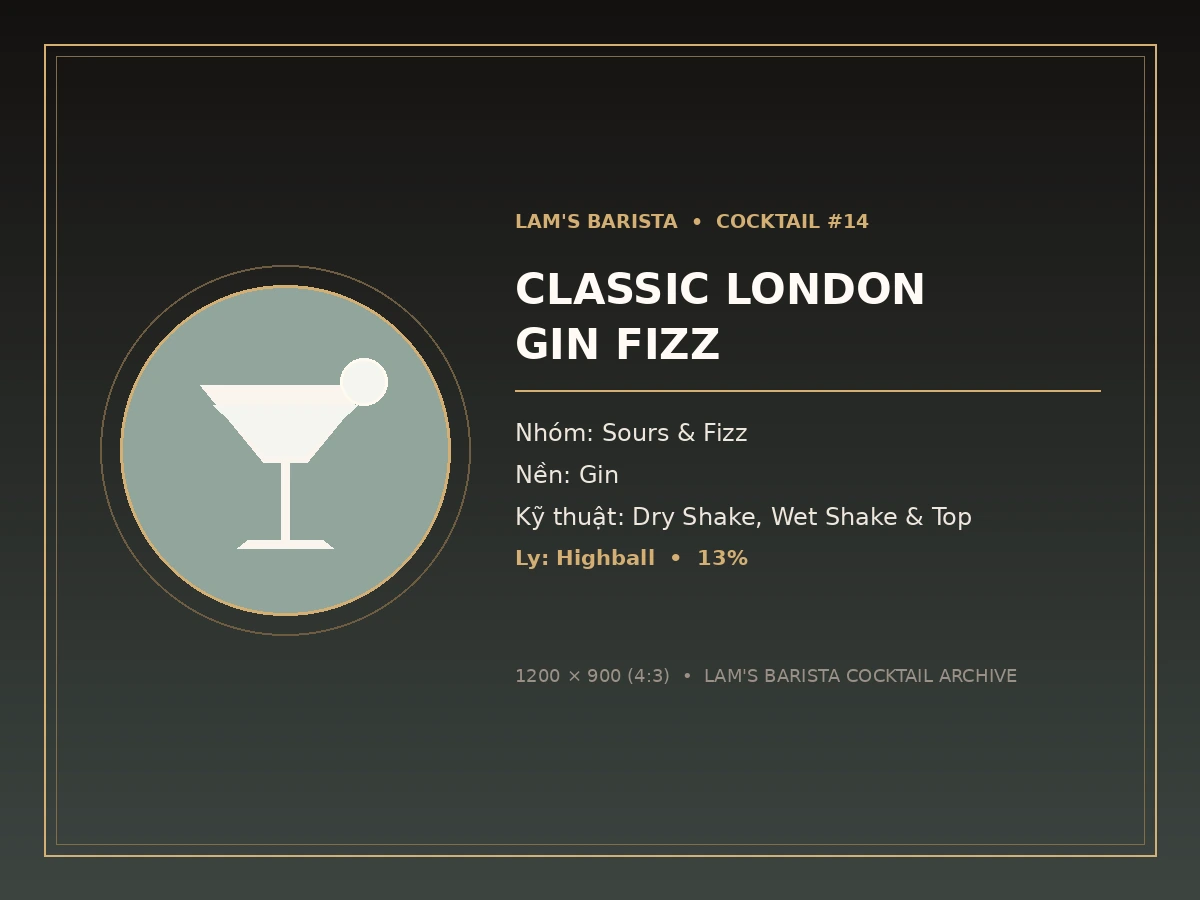 LAM'S BARISTA • COCKTAIL #14
CLASSIC LONDON
GIN FIZZ
Nhóm: Sours & Fizz
Nền: Gin
Kỹ thuật: Dry Shake, Wet Shake & Top
Ly: Highball • 13%
1200 × 900 (4:3) • LAM'S BARISTA COCKTAIL ARCHIVE